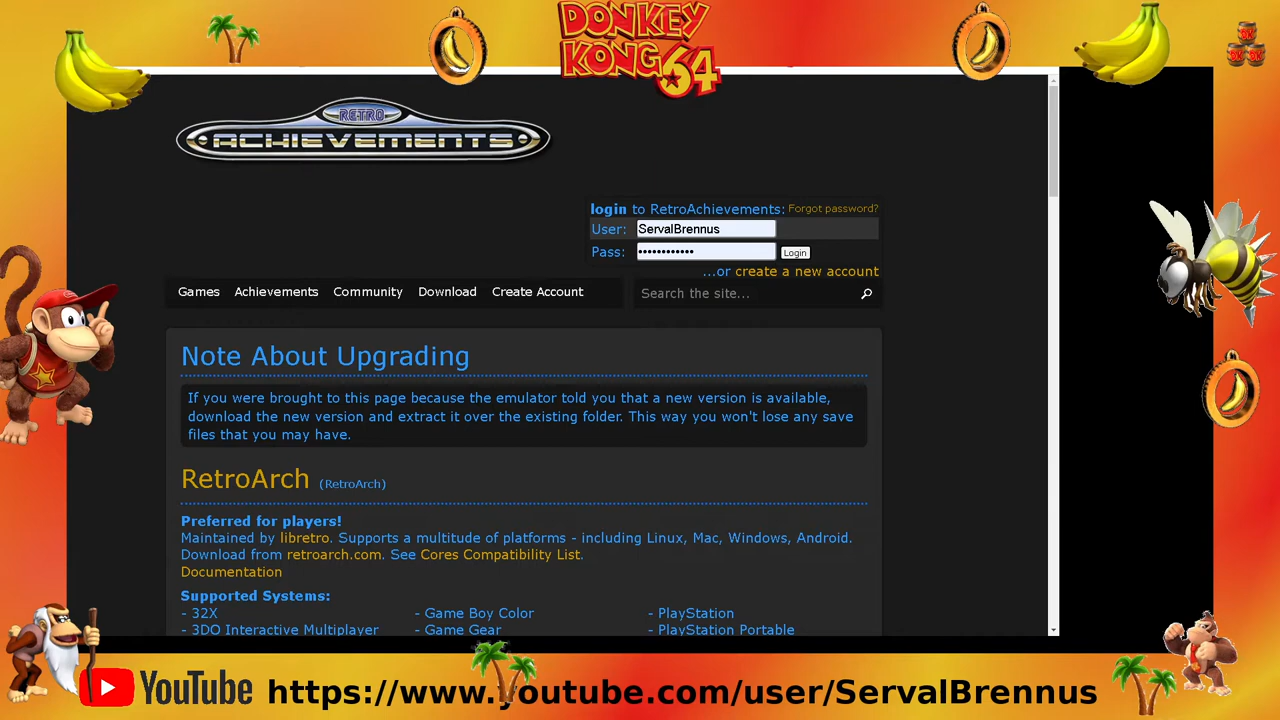 DONKEY
KONG 64
RETRO
ACHIEVEMENTS
login to RetroAchievements: Forgot password?
User: ServalBrennus
Pass: •••••••••••• Login
...or create a new account
Games Achievements Community Download Create Account Search the site...
Note About Upgrading
If you were brought to this page because the emulator told you that a new version is available,
download the new version and extract it over the existing folder. This way you won't lose any save
files that you may have.
RetroArch (RetroArch)
Preferred for players!
Maintained by libretro. Supports a multitude of platforms - including Linux, Mac, Windows, Android.
Download from retroarch.com. See Cores Compatibility List.
Documentation
Supported Systems:
- 32X - Game Boy Color - PlayStation
- 3DO Interactive Multiplayer - Game Gear - PlayStation Portable
YouTube https://www.youtube.com/user/ServalBrennus